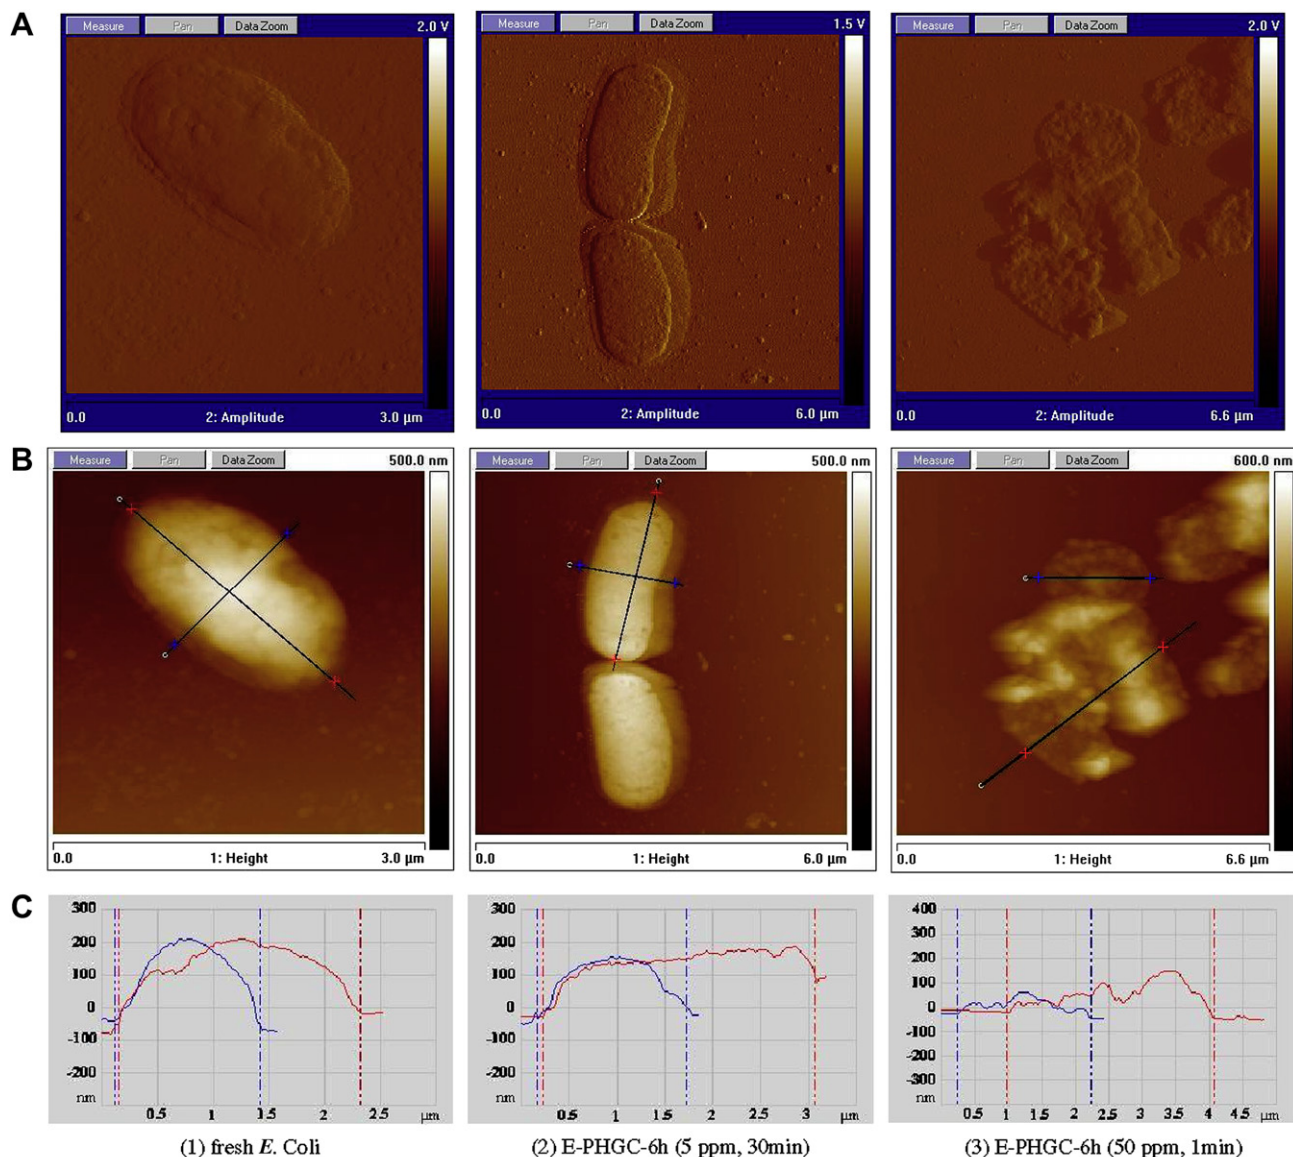 A
Measure Pan Data Zoom 2.0 V
0.0 2: Amplitude 3.0 µm
Measure Pan Data Zoom 1.5 V
0.0 2: Amplitude 6.0 µm
Measure Pan Data Zoom 2.0 V
0.0 2: Amplitude 6.6 µm
B
Measure Pan Data Zoom 500.0 nm
0.0 1: Height 3.0 µm
Measure Pan Data Zoom 500.0 nm
0.0 1: Height 6.0 µm
Measure Pan Data Zoom 600.0 nm
0.0 1: Height 6.6 µm
C
300
200
100
0
-100
-200
nm
0.5 1 1.5 2 2.5 µm
300
200
100
0
-100
-200
nm
0.5 1 1.5 2 2.5 3 µm
400
300
200
100
0
-100
-200
-300
nm
0.5 1 1.5 2 2.5 3 3.5 4 4.5 µm
(1) fresh E. Coli
(2) E-PHGC-6h (5 ppm, 30min)
(3) E-PHGC-6h (50 ppm, 1min)